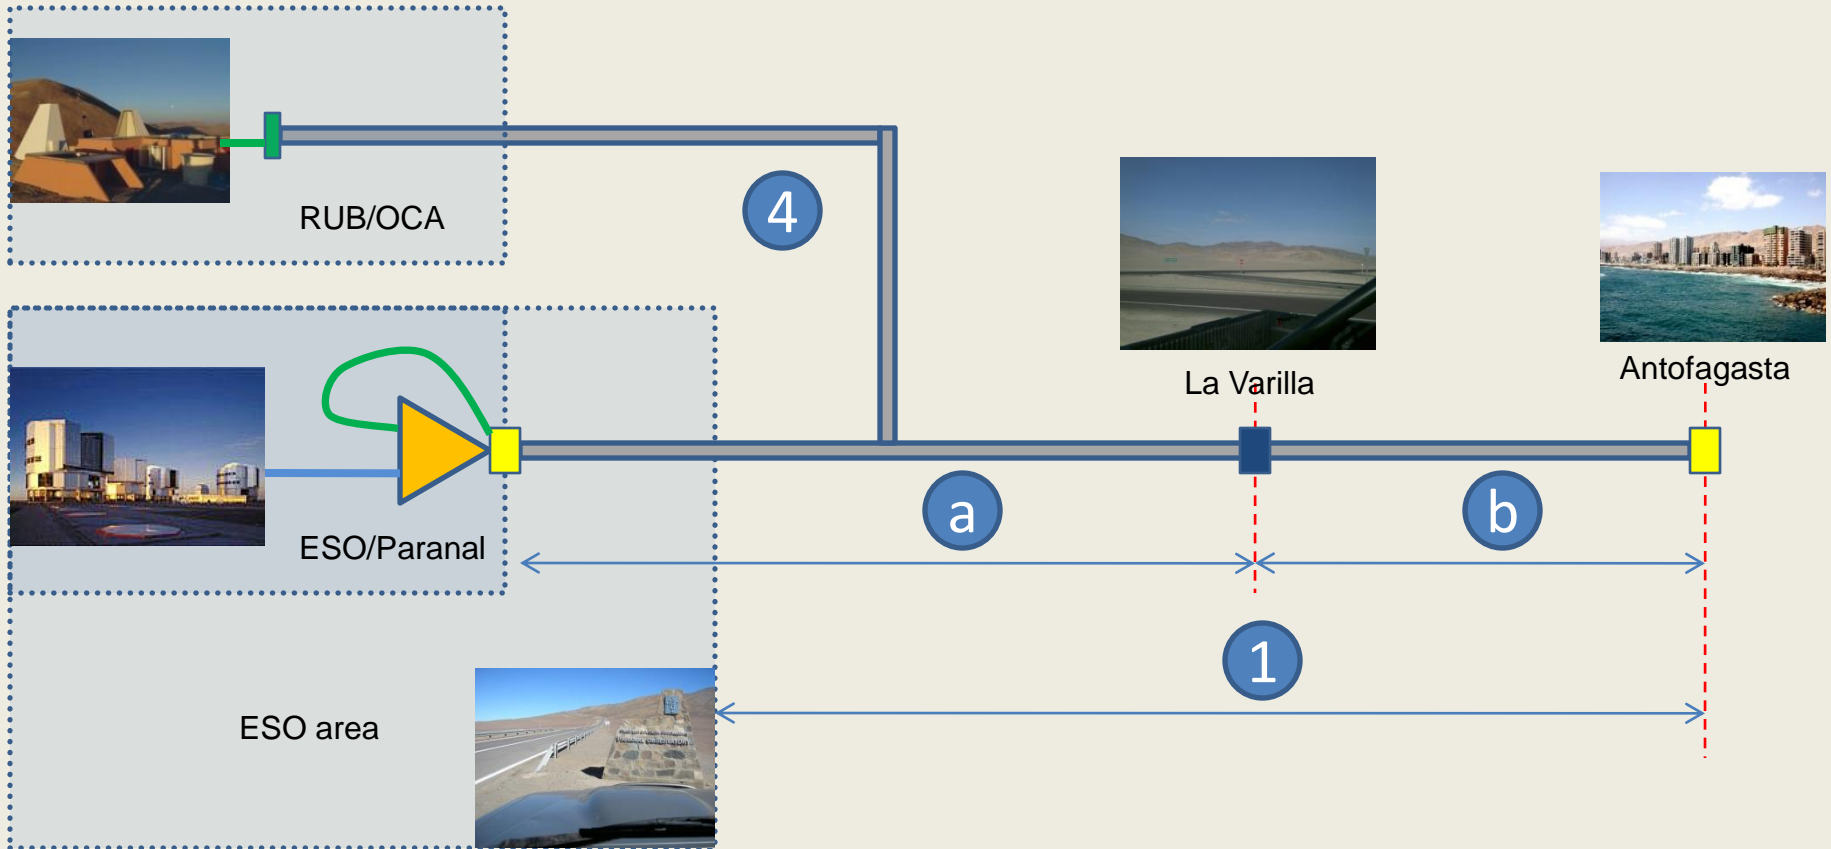 RUB/OCA
4
La Varilla
Antofagasta
a
b
ESO/Paranal
1
ESO area